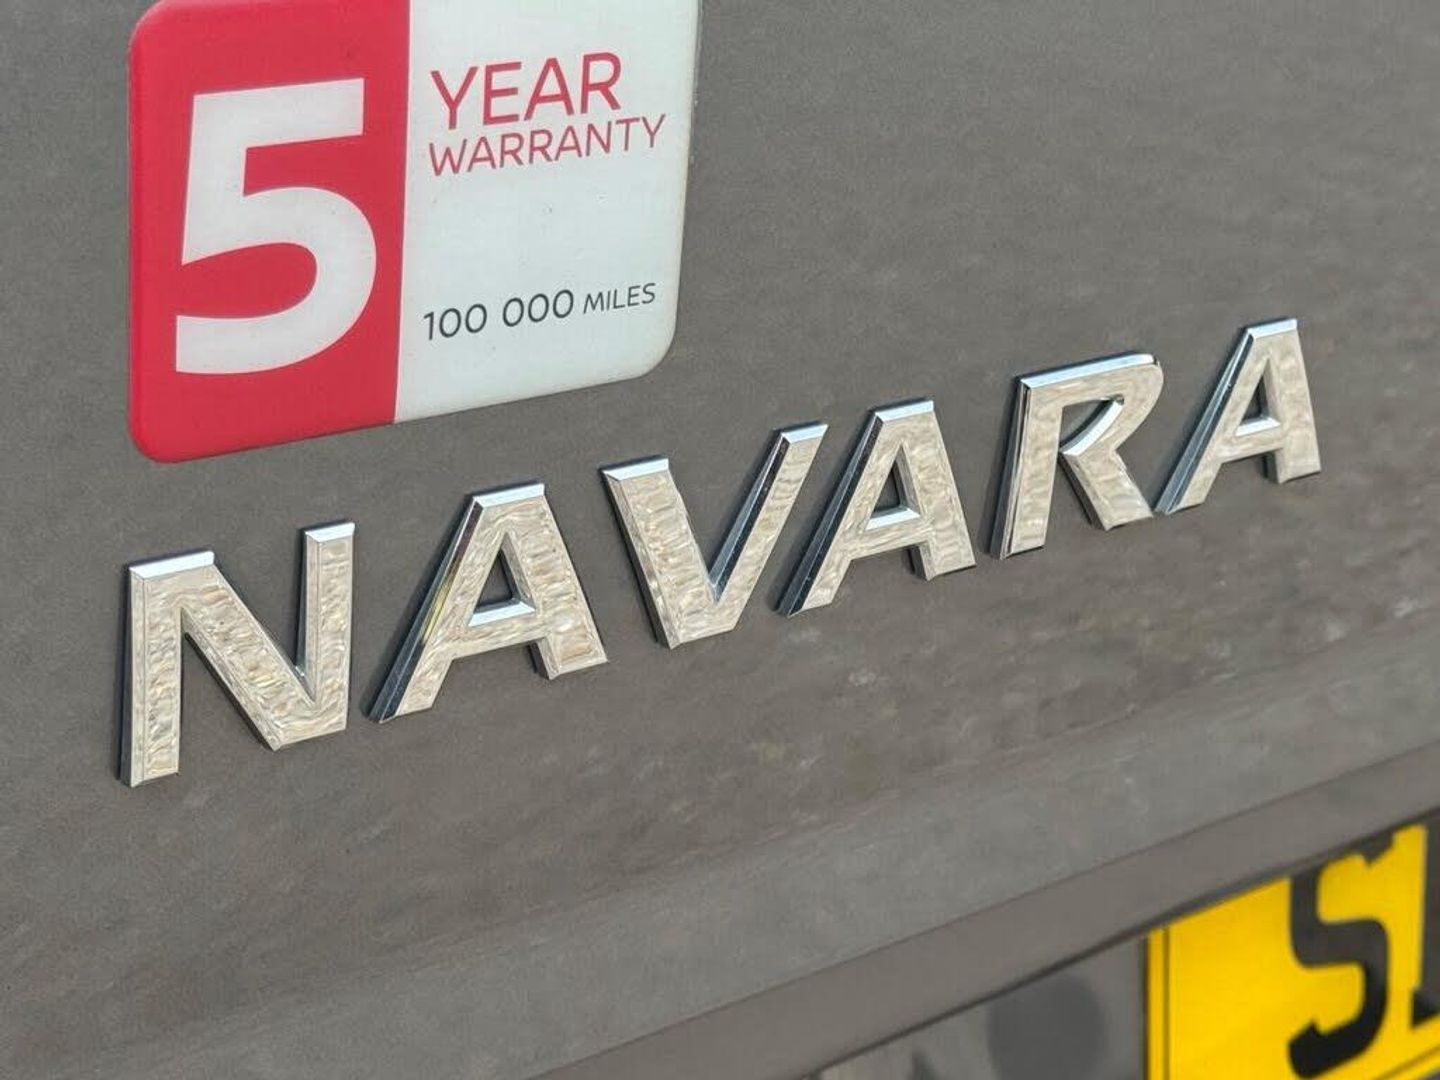 5
YEAR
WARRANTY
100 000 MILES
NAVARA
S